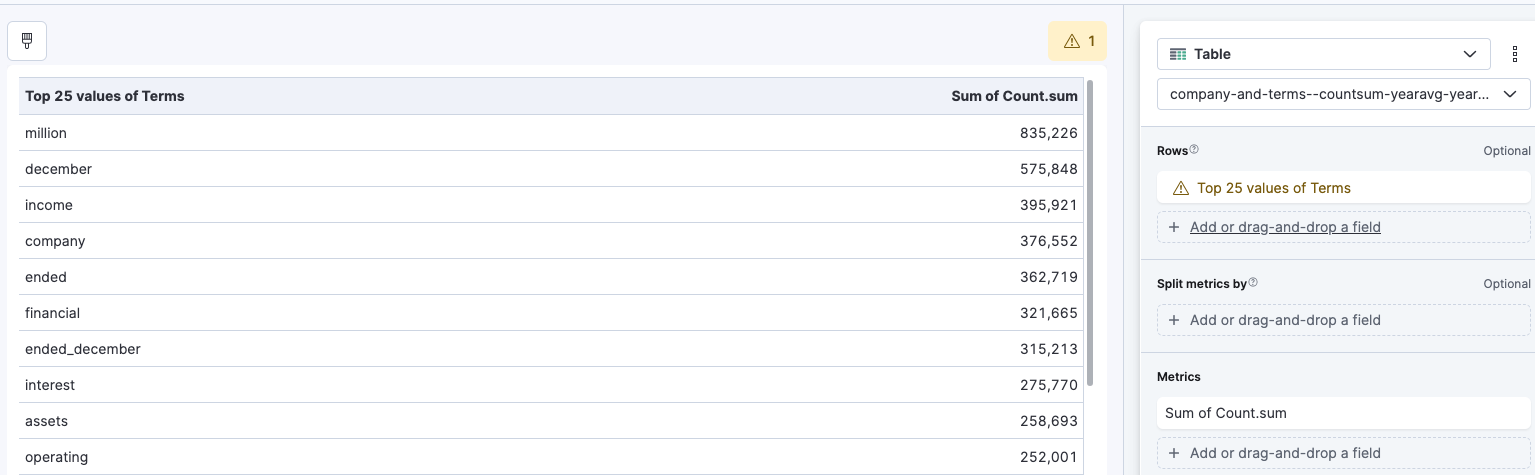 1
Top 25 values of Terms Sum of Count.sum
million 835,226
december 575,848
income 395,921
company 376,552
ended 362,719
financial 321,665
ended_december 315,213
interest 275,770
assets 258,693
operating 252,001
Table
company-and-terms--countsum-yearavg-year...
Rows Optional
Top 25 values of Terms
+ Add or drag-and-drop a field
Split metrics by Optional
+ Add or drag-and-drop a field
Metrics
Sum of Count.sum
+ Add or drag-and-drop a field